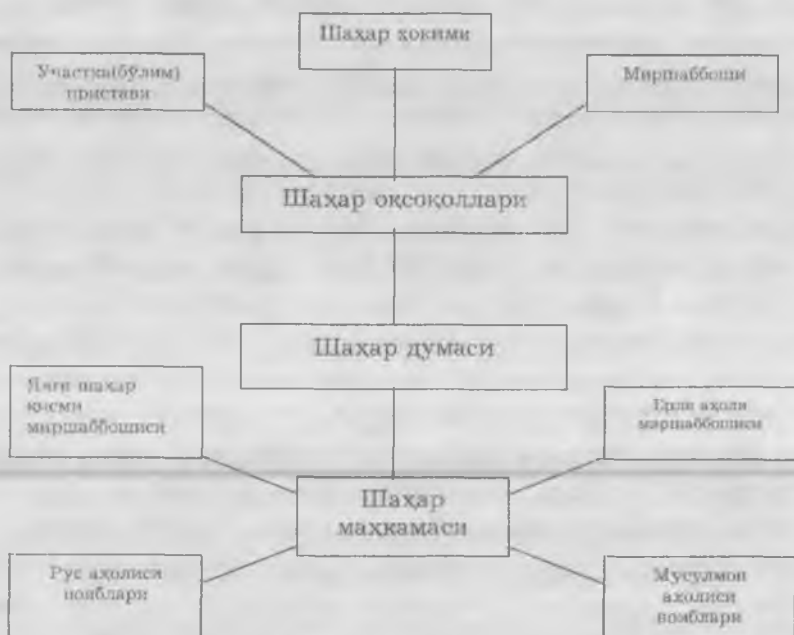 Шаҳар ҳокими
Участка(бўлим)
пристави
Миршаббоши
Шаҳар оқсоқоллари
Шаҳар думаси
Янги шаҳар
қисми
миршаббошиси
Ерли аҳоли
миршаббошиси
Шаҳар
маҳкамаси
Рус аҳолиси
ноиблари
Мусулмон
аҳолиси
ноиблари